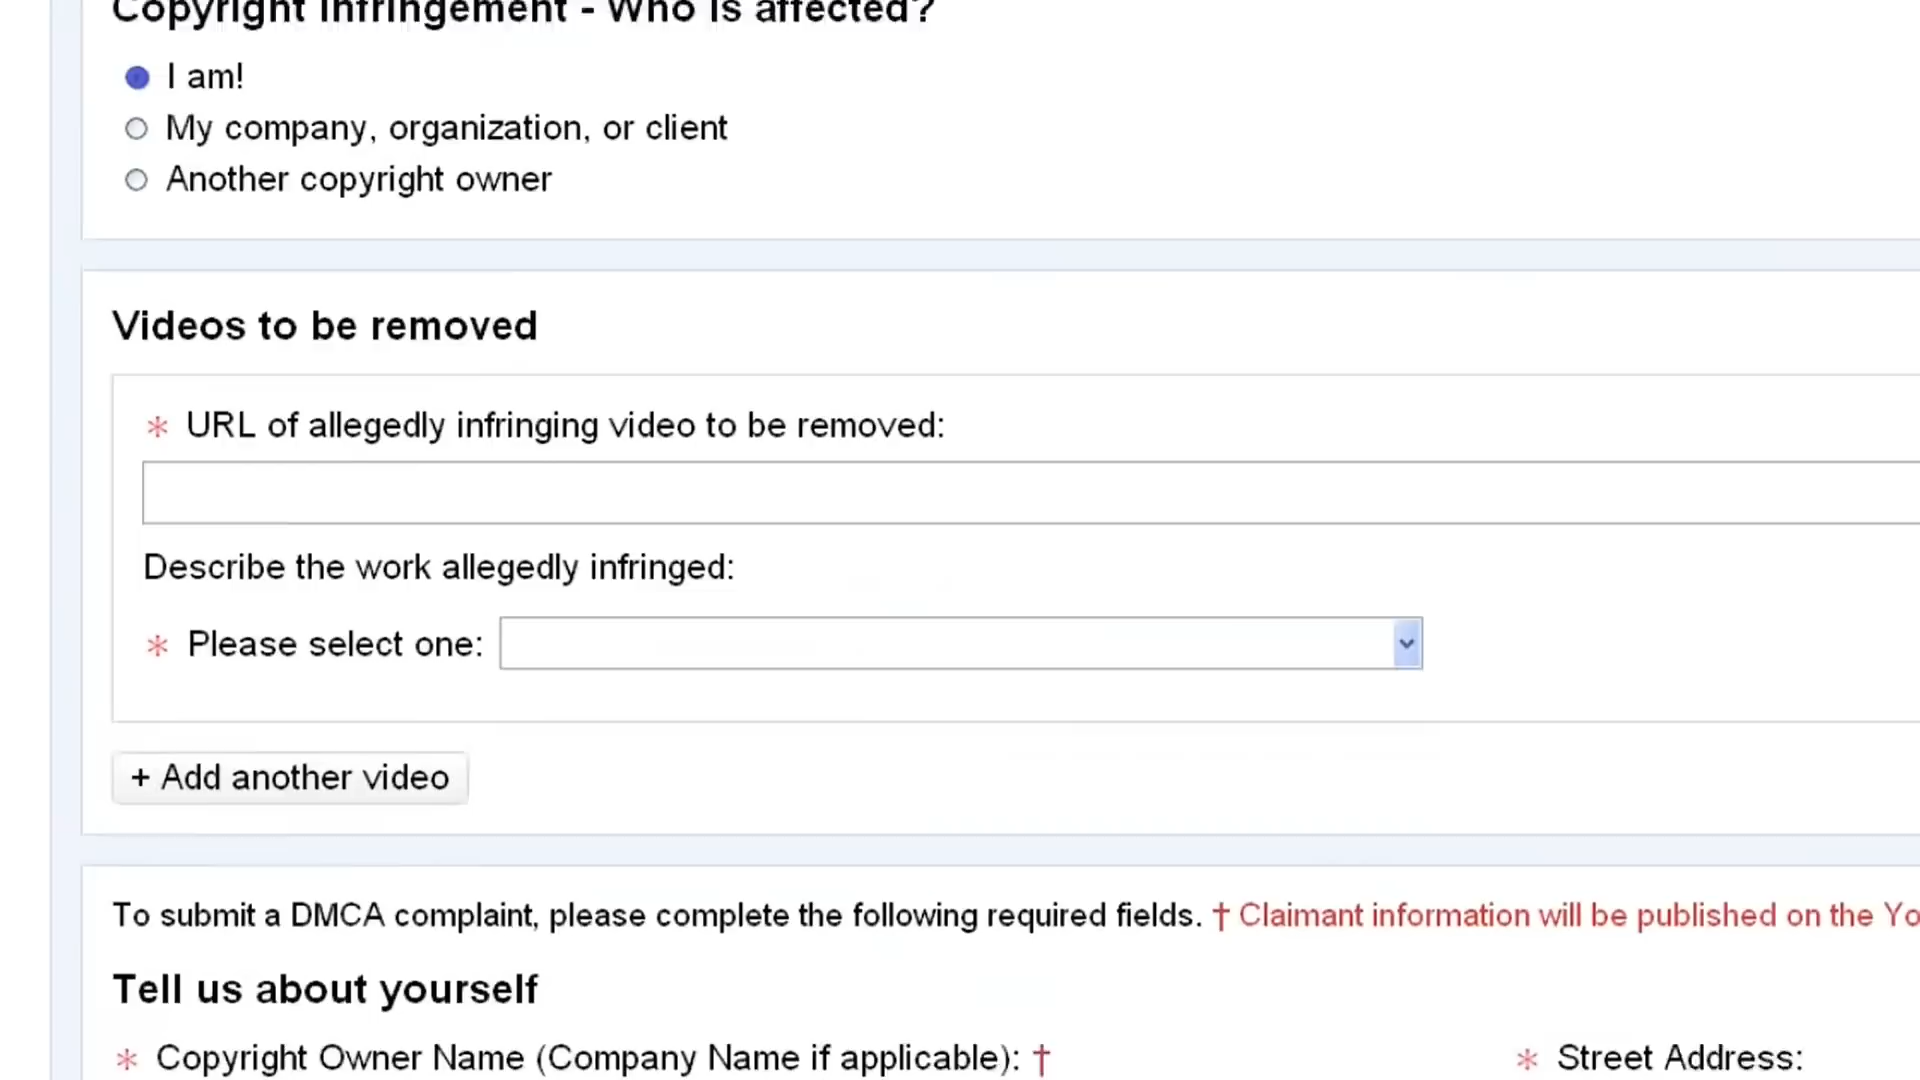 Copyright Infringement - Who is affected?
I am!
My company, organization, or client
Another copyright owner
Videos to be removed
* URL of allegedly infringing video to be removed:
Describe the work allegedly infringed:
* Please select one:
+ Add another video
To submit a DMCA complaint, please complete the following required fields. † Claimant information will be published on the Yo
Tell us about yourself
* Copyright Owner Name (Company Name if applicable): †
* Street Address: